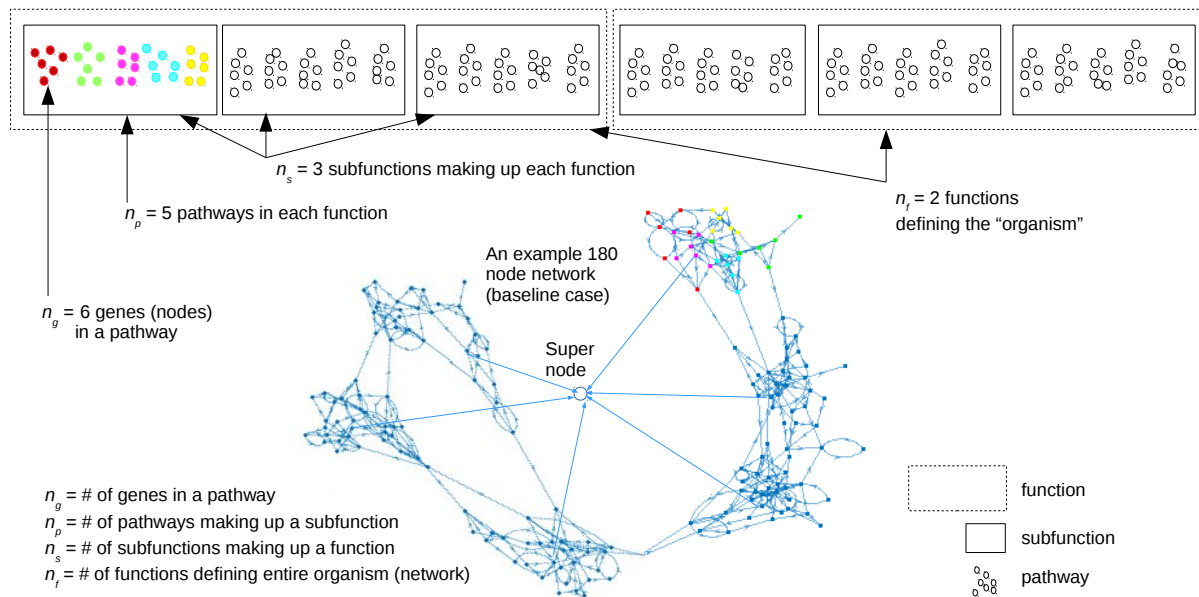 n_s = 3 subfunctions making up each function
n_p = 5 pathways in each function
n_f = 2 functions
defining the “organism”
An example 180
node network
(baseline case)
n_g = 6 genes (nodes)
in a pathway
Super
node
n_g = # of genes in a pathway
n_p = # of pathways making up a subfunction
n_s = # of subfunctions making up a function
n_f = # of functions defining entire organism (network)
function
subfunction
pathway